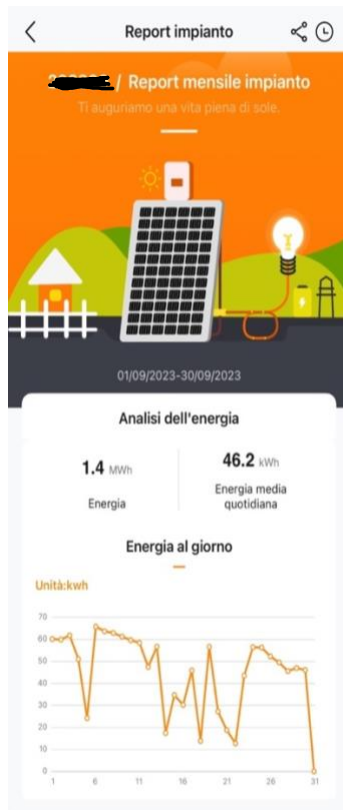 Report impianto
/ Report mensile impianto
Ti auguriamo una vita piena di sole.
01/09/2023-30/09/2023
Analisi dell'energia
1.4 MWh
46.2 kWh
Energia
Energia media
quotidiana
Energia al giorno
Unità:kwh
70
60
50
40
30
20
10
0
1 6 11 16 21 26 31